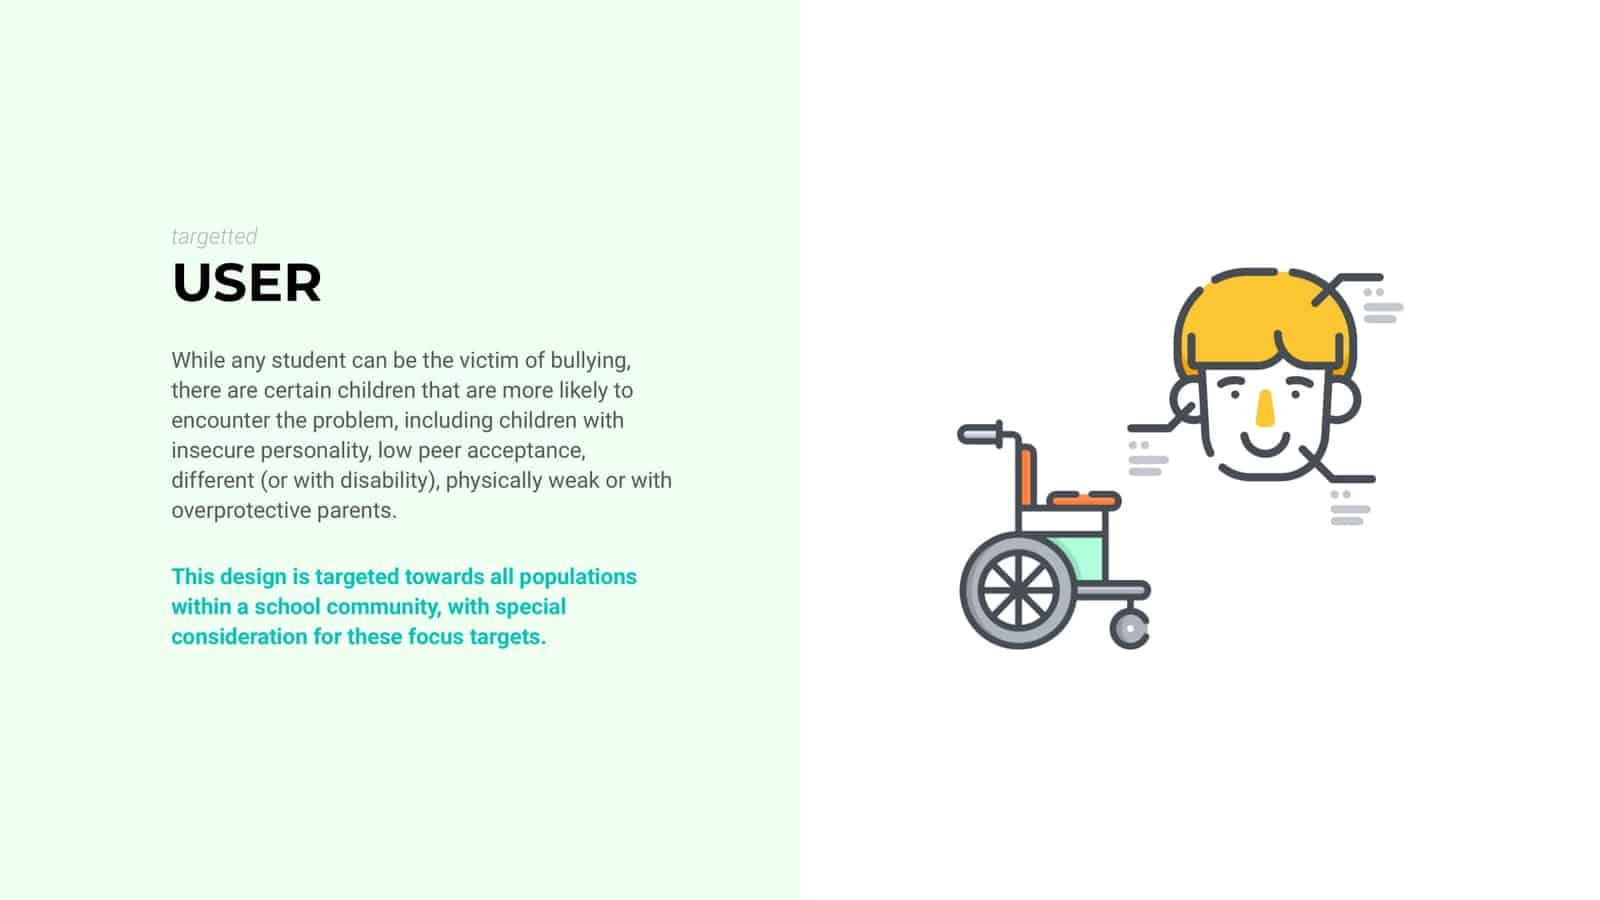 targetted
USER
While any student can be the victim of bullying,
there are certain children that are more likely to
encounter the problem, including children with
insecure personality, low peer acceptance,
different (or with disability), physically weak or with
overprotective parents.
This design is targeted towards all populations
within a school community, with special
consideration for these focus targets.